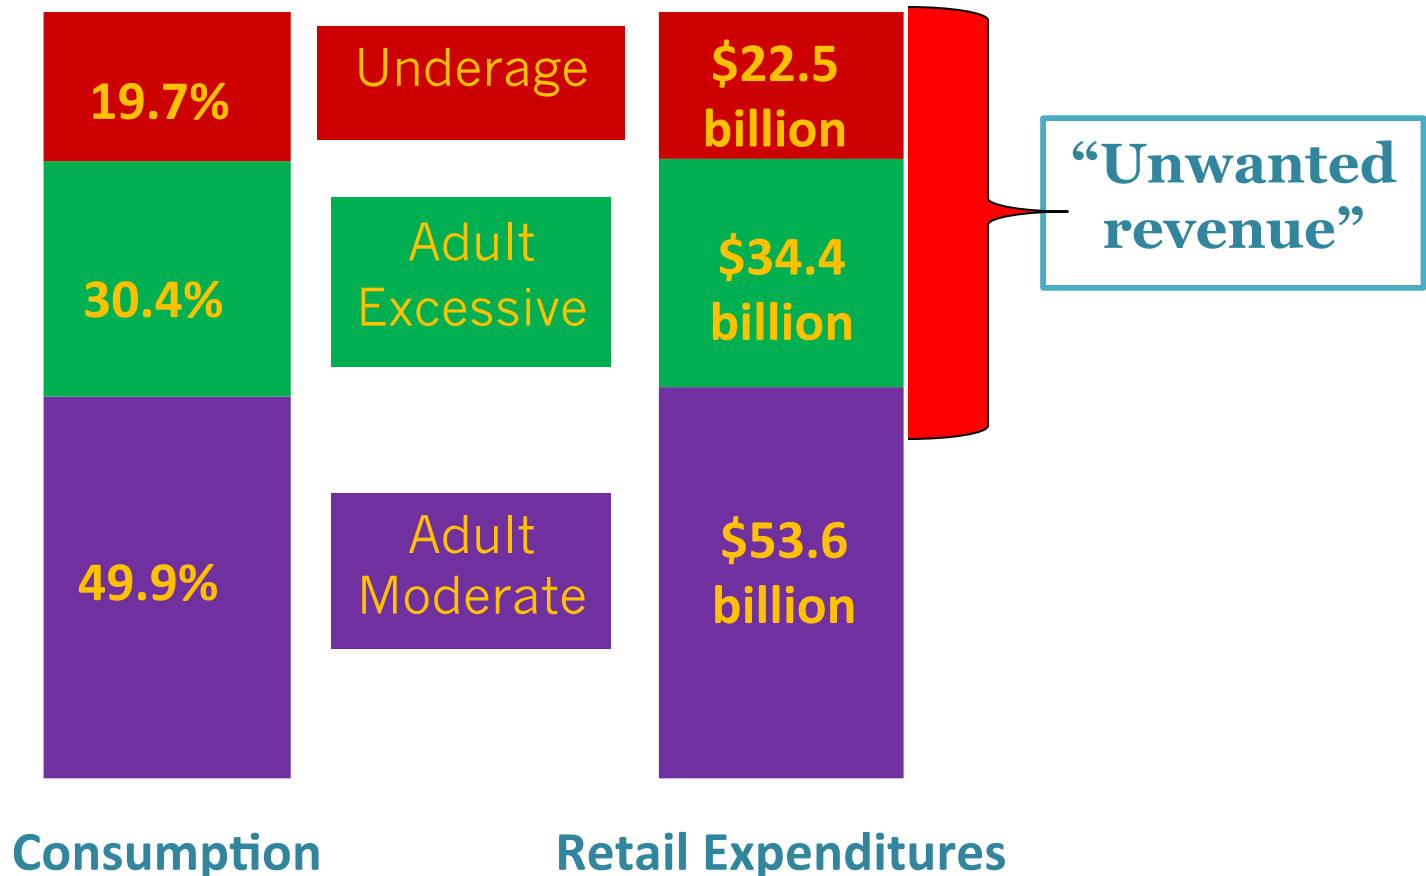 19.7%
Underage
$22.5
billion
“Unwanted
revenue”
30.4%
Adult
Excessive
$34.4
billion
49.9%
Adult
Moderate
$53.6
billion
Consumption
Retail Expenditures